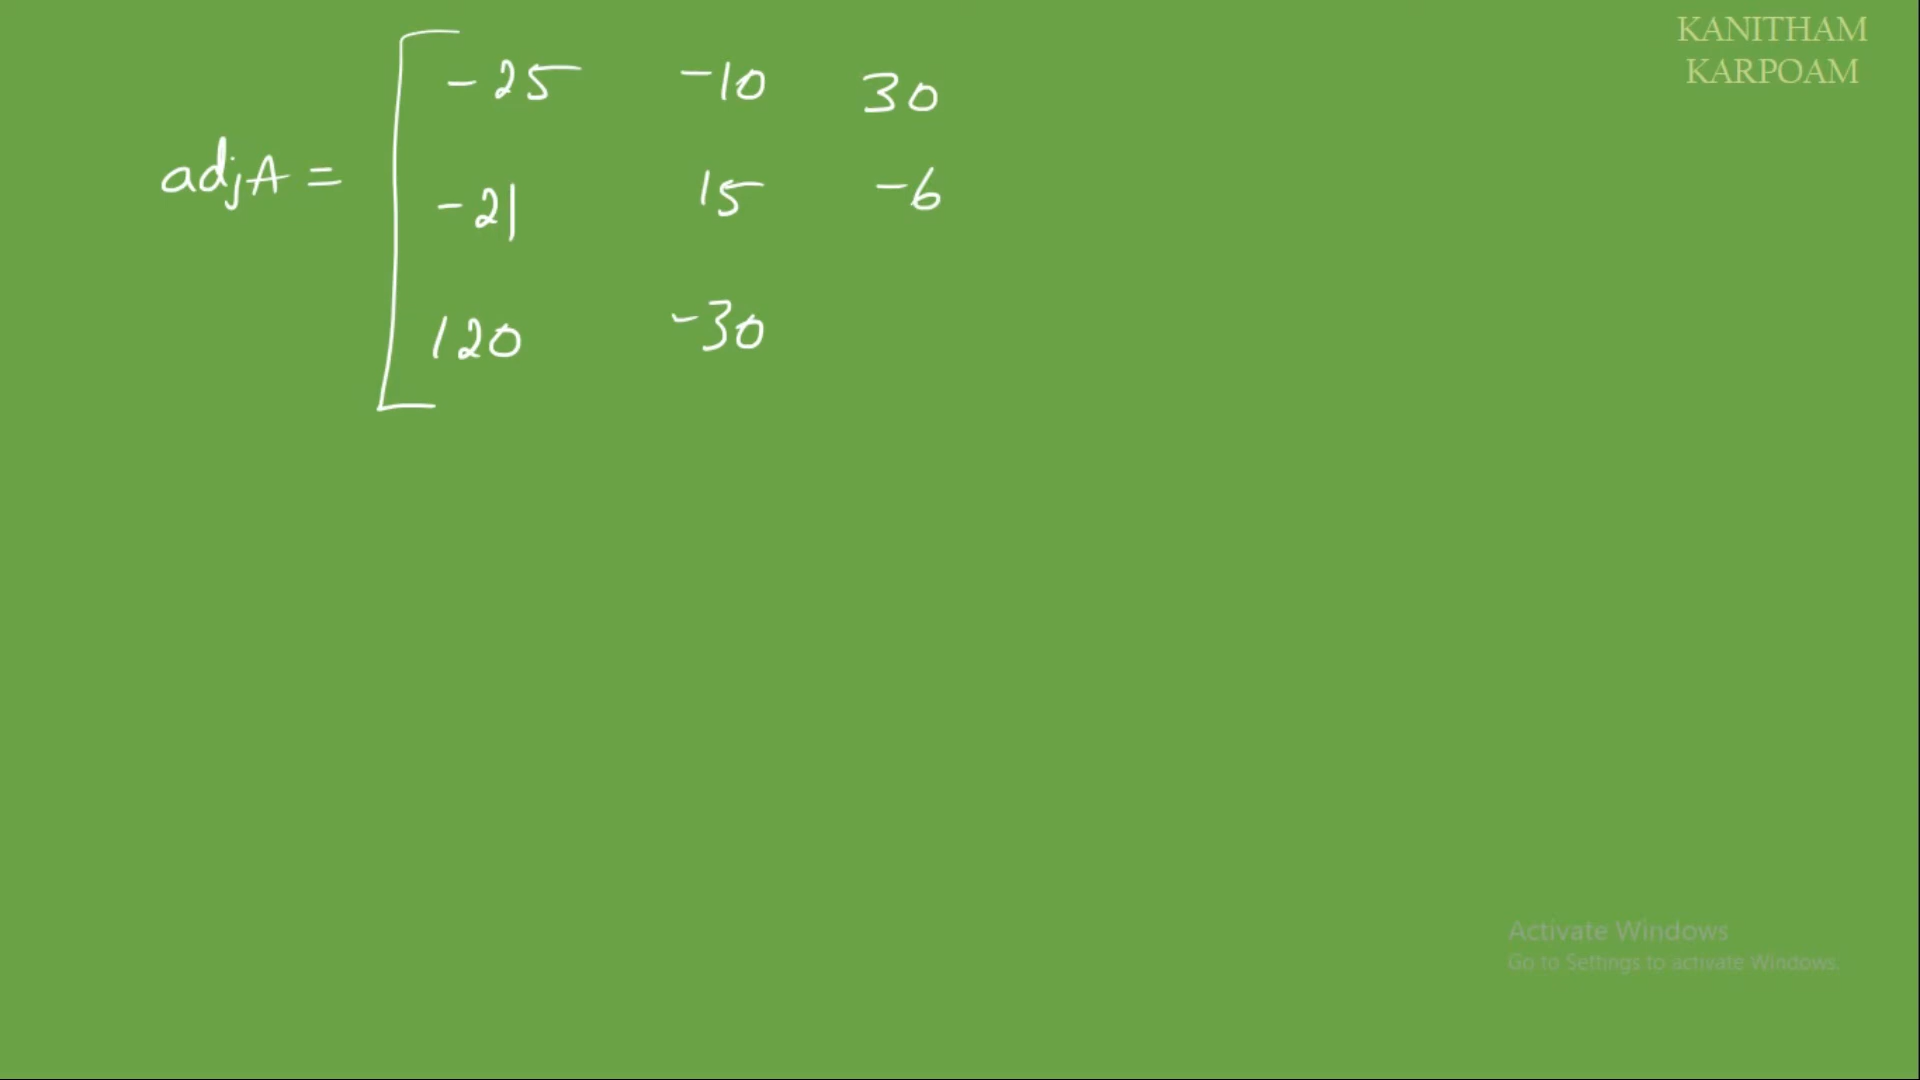 KANITHAM
KARPOAM
-25 -10 30
adjA =
-21 15 -6
120 -30
Activate Windows
Go to Settings to activate Windows.